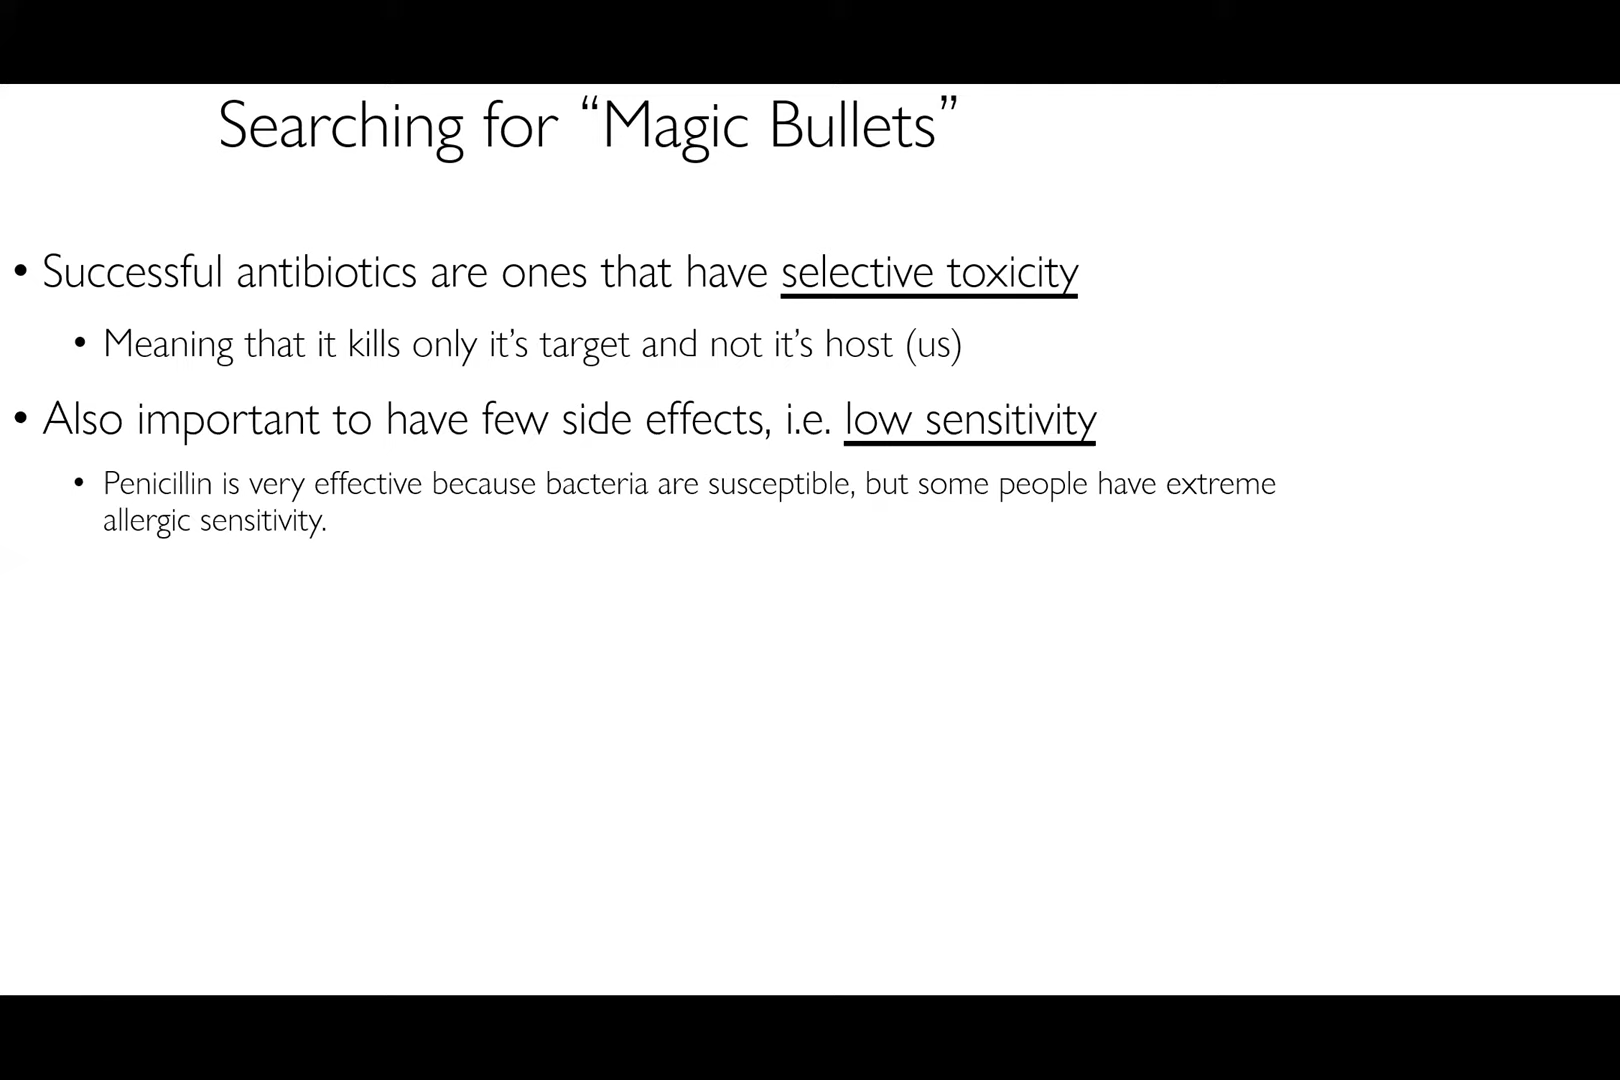 Searching for “Magic Bullets”
• Successful antibiotics are ones that have selective toxicity
• Meaning that it kills only it’s target and not it’s host (us)
• Also important to have few side effects, i.e. low sensitivity
• Penicillin is very effective because bacteria are susceptible, but some people have extreme
allergic sensitivity.